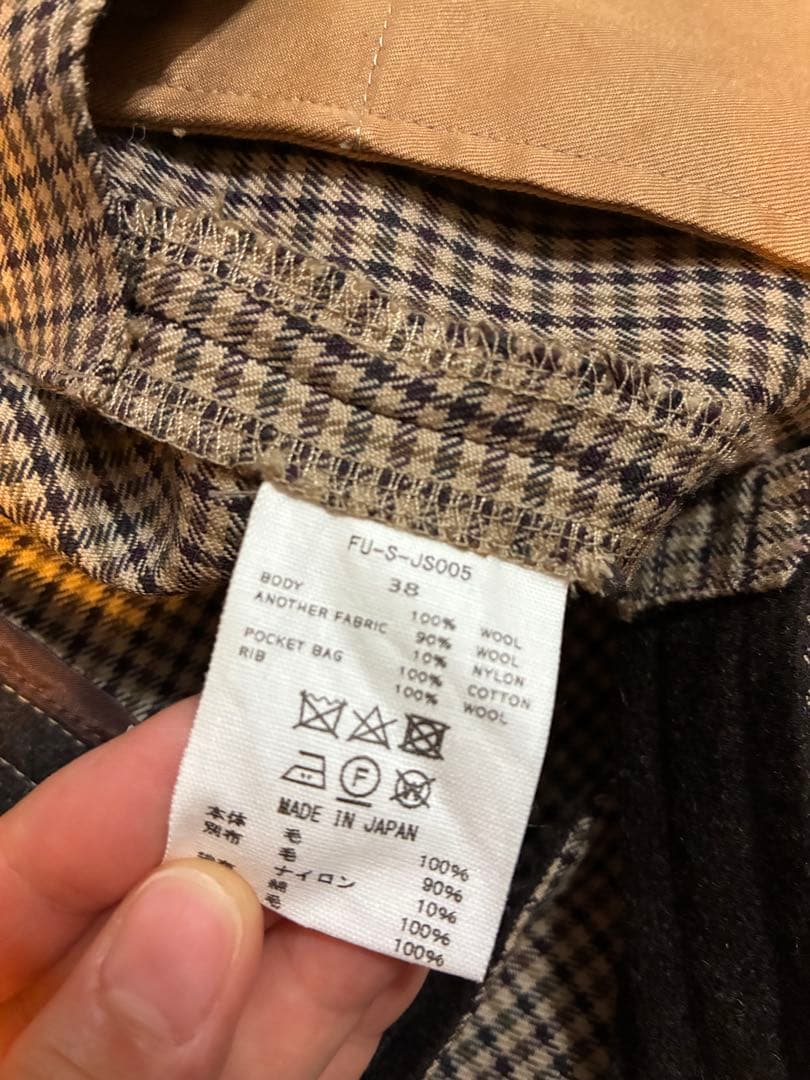 FU-S-JS005
38
BODY 100% WOOL
ANOTHER FABRIC 90% WOOL
10% NYLON
POCKET BAG 100% COTTON
RIB 100% WOOL
F
W
MADE IN JAPAN
本体 毛 100%
別布 毛 90%
ナイロン 10%
綿 100%
毛 100%